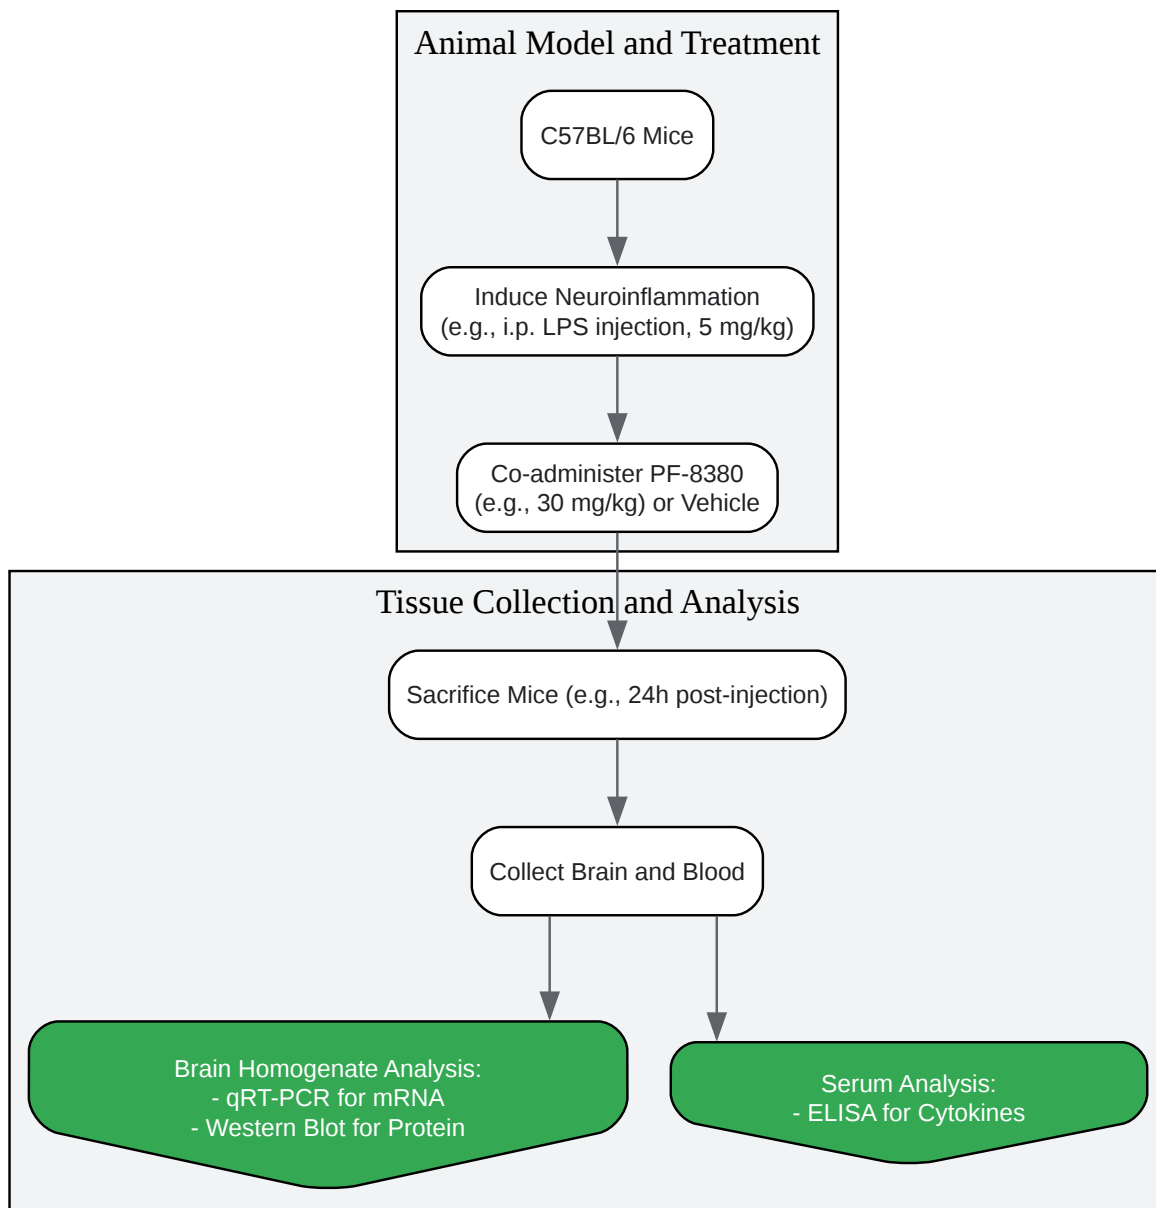 Animal Model and Treatment
C57BL/6 Mice
Induce Neuroinflammation
(e.g., i.p. LPS injection, 5 mg/kg)
Co-administer PF-8380
(e.g., 30 mg/kg) or Vehicle
Tissue Collection and Analysis
Sacrifice Mice (e.g., 24h post-injection)
Collect Brain and Blood
Brain Homogenate Analysis:
- qRT-PCR for mRNA
- Western Blot for Protein
Serum Analysis:
- ELISA for Cytokines